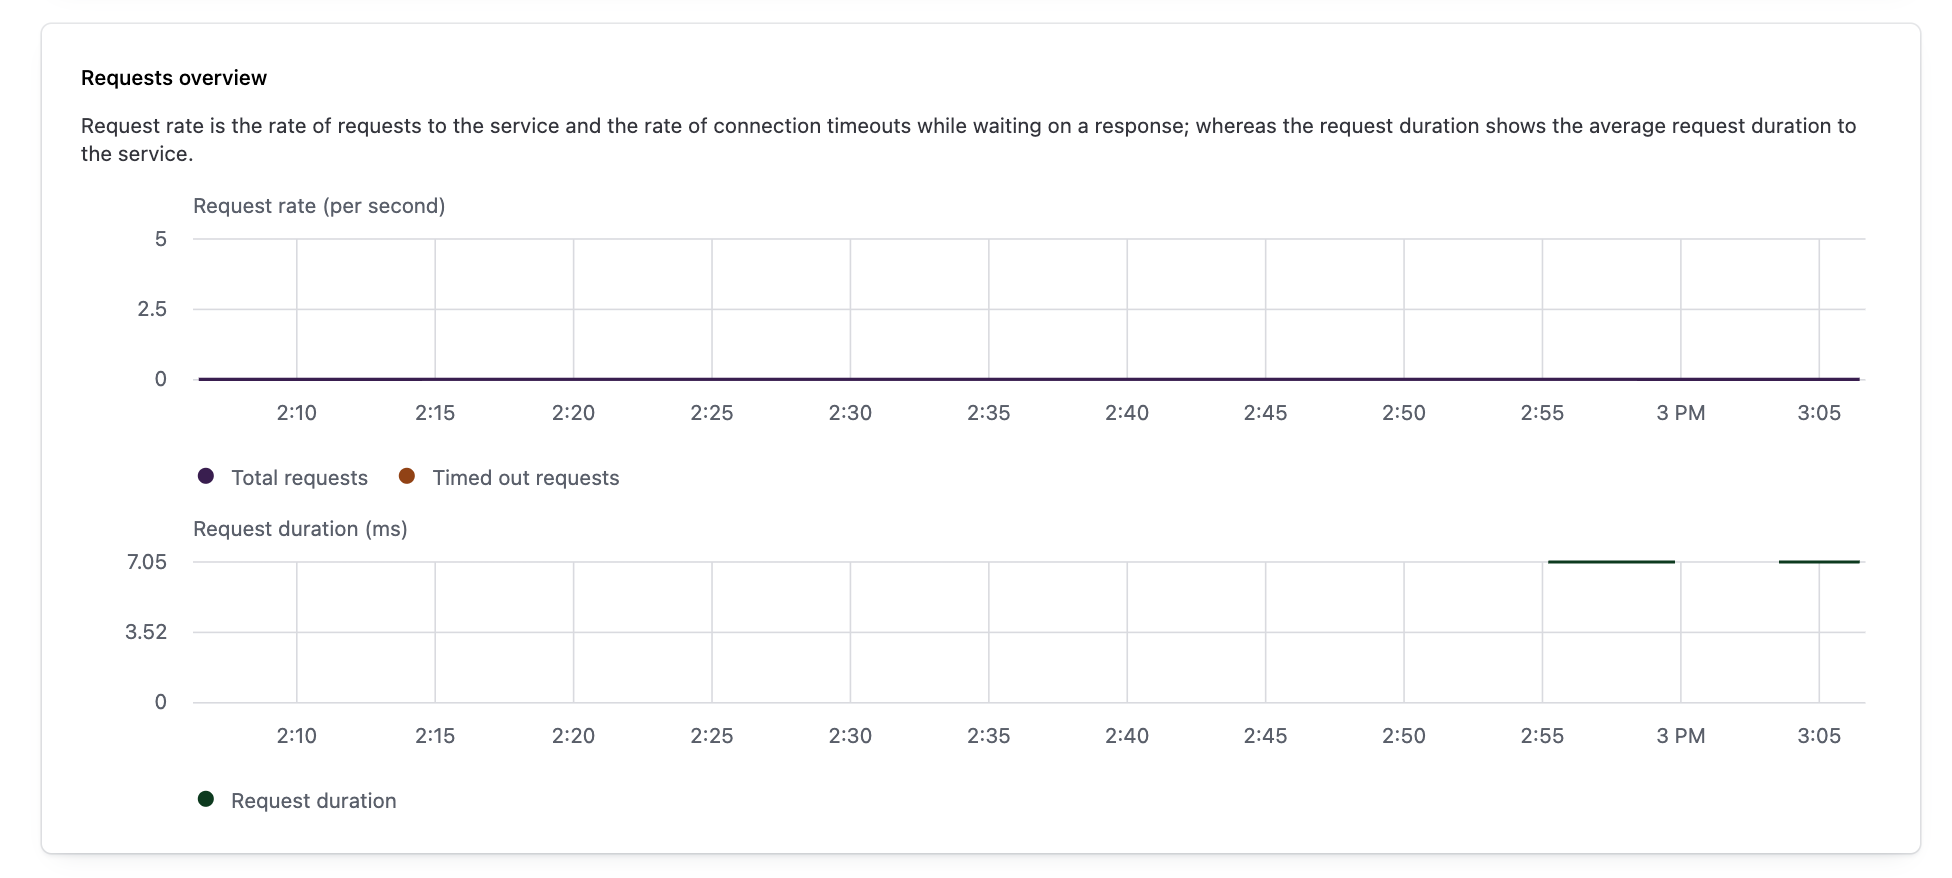 Requests overview
Request rate is the rate of requests to the service and the rate of connection timeouts while waiting on a response; whereas the request duration shows the average request duration to
the service.
Request rate (per second)
5
2.5
0
2:10 2:15 2:20 2:25 2:30 2:35 2:40 2:45 2:50 2:55 3 PM 3:05
Total requests Timed out requests
Request duration (ms)
7.05
3.52
0
2:10 2:15 2:20 2:25 2:30 2:35 2:40 2:45 2:50 2:55 3 PM 3:05
Request duration